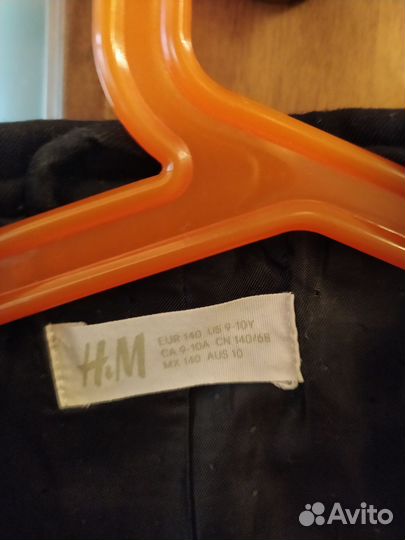 H&M
EUR 140 US 9-10Y
CA 9-10A CN 140/68
MX 140 AUS 10
Avito